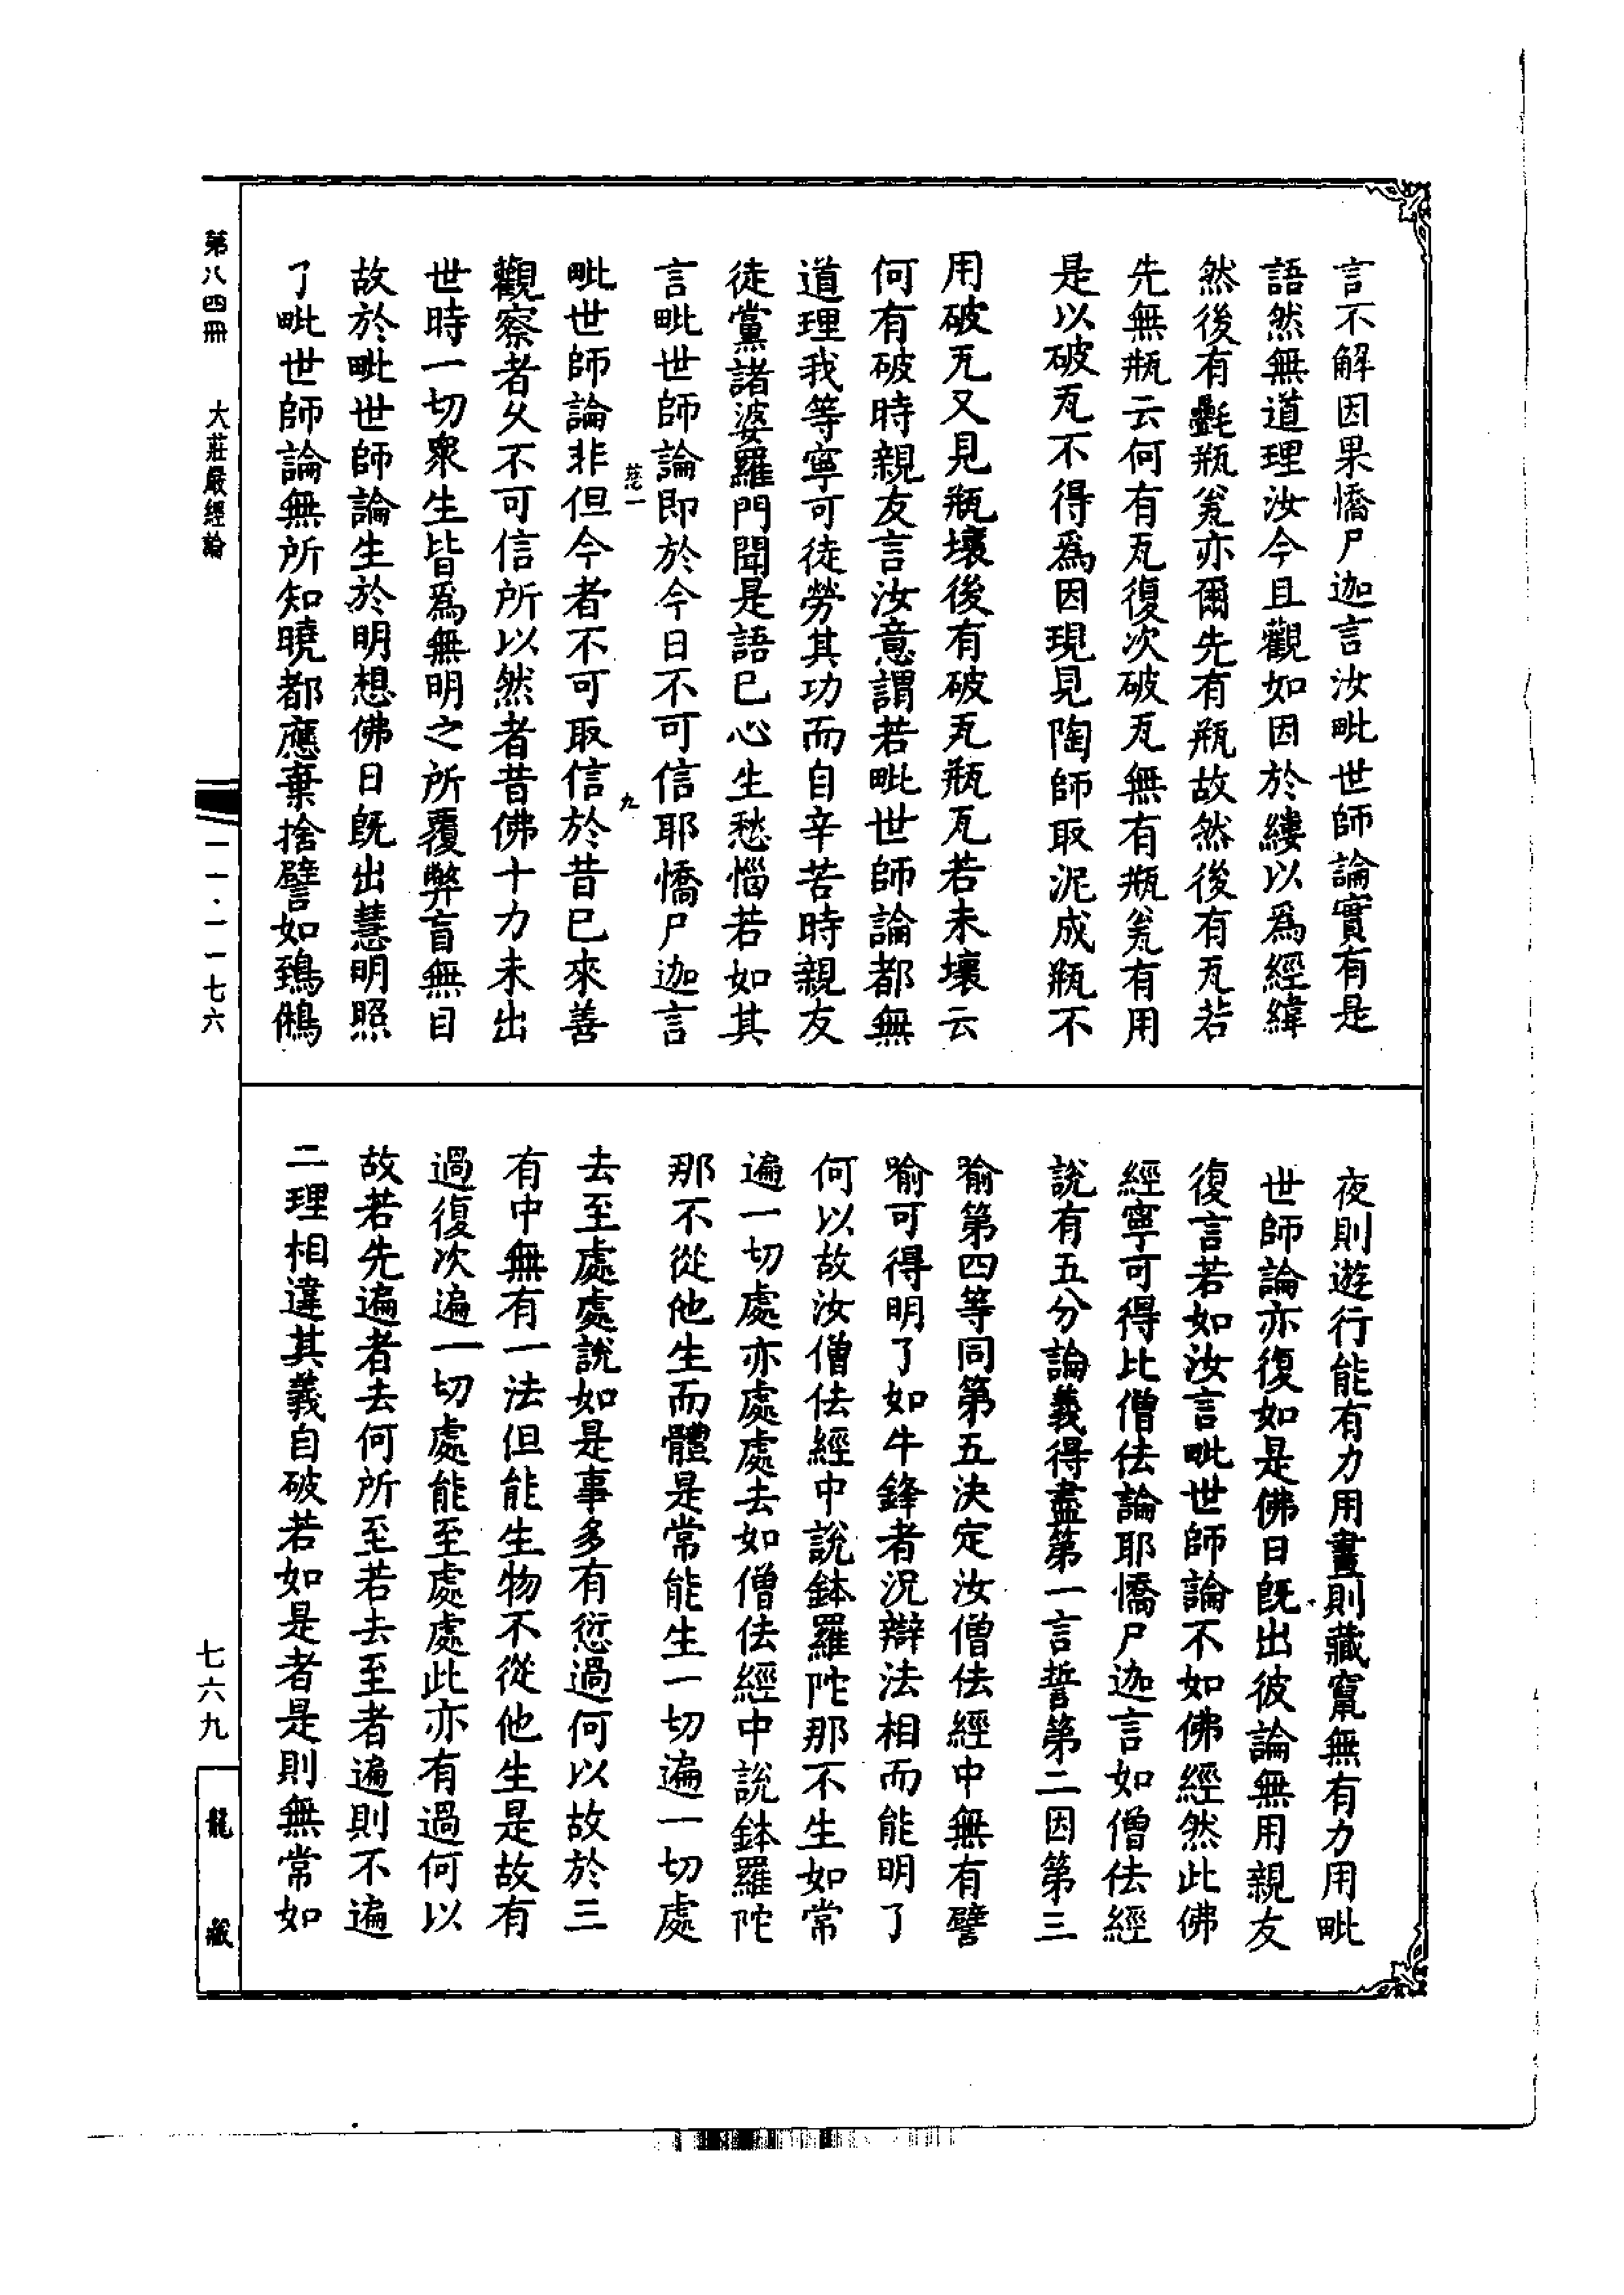 言不解因果憍尸迦言汝毗世師論實有是
語然無道理汝今且觀如因於縷以為經緯
然後有㲲瓶瓮亦爾先有瓶故然後有瓦若
先無瓶云何有瓦復次破瓦無有瓶瓮有用
是以破瓦不得為因現見陶師取泥成瓶不
用破瓦又見瓶壞後有破瓦瓶瓦若未壞云
何有破時親友言汝意謂若毗世師論都無
道理我等寧可徒勞其功而自辛苦時親友
徒黨諸婆羅門聞是語已心生愁惱若如其
言毗世師論即於今日不可信耶憍尸迦言
莊一
九
毗世師論非但今者不可取信於昔已來善
觀察者久不可信所以然者昔佛十力未出
世時一切衆生皆為無明之所覆弊盲無目
故於毗世師論生於明想佛日既出慧明照
了毗世師論無所知曉都應棄捨譬如鵄鵂
夜則遊行能有力用晝則藏竄無有力用毗
世師論亦復如是佛日既出彼論無用親友
復言若如汝言毗世師論不如佛經然此佛
經寧可得比僧佉論耶憍尸迦言如僧佉經
說有五分論義得盡第一言誓第二因第三
喻第四等同第五決定汝僧佉經中無有譬
喻可得明了如牛鋒者況辯法相而能明了
何以故汝僧佉經中說鉢羅陀那不生如常
遍一切處亦處處去如僧佉經中說鉢羅陀
那不從他生而體是常能生一切遍一切處
去至處處說如是事多有愆過何以故於三
有中無有一法但能生物不從他生是故有
過復次遍一切處能至處處此亦有過何以
故若先遍者去何所至若去至者遍則不遍
二理相違其義自破若如是者是則無常如
第八四冊 大莊嚴經論
一一·一一七六
七六九
龍藏